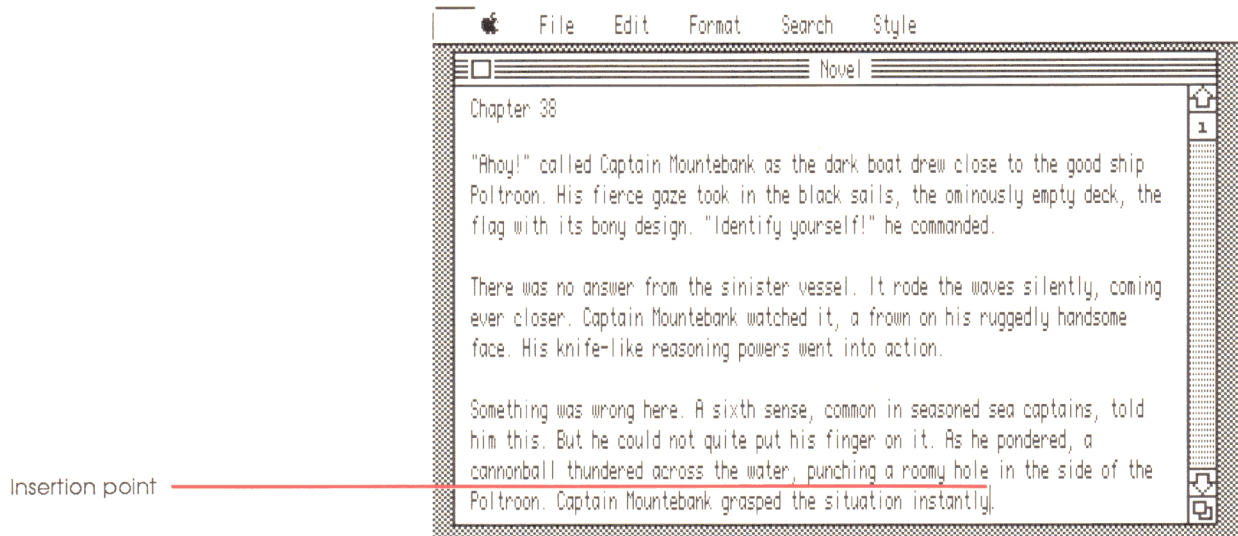 File Edit Format Search Style
Novel
Chapter 38
1
"Ahoy!" called Captain Mountebank as the dark boat drew close to the good ship
Poltroon. His fierce gaze took in the black sails, the ominously empty deck, the
flag with its bony design. "Identify yourself!" he commanded.
There was no answer from the sinister vessel. It rode the waves silently, coming
ever closer. Captain Mountebank watched it, a frown on his ruggedly handsome
face. His knife-like reasoning powers went into action.
Something was wrong here. A sixth sense, common in seasoned sea captains, told
him this. But he could not quite put his finger on it. As he pondered, a
cannonball thundered across the water, punching a roomy hole in the side of the
Insertion point
Poltroon. Captain Mountebank grasped the situation instantly.